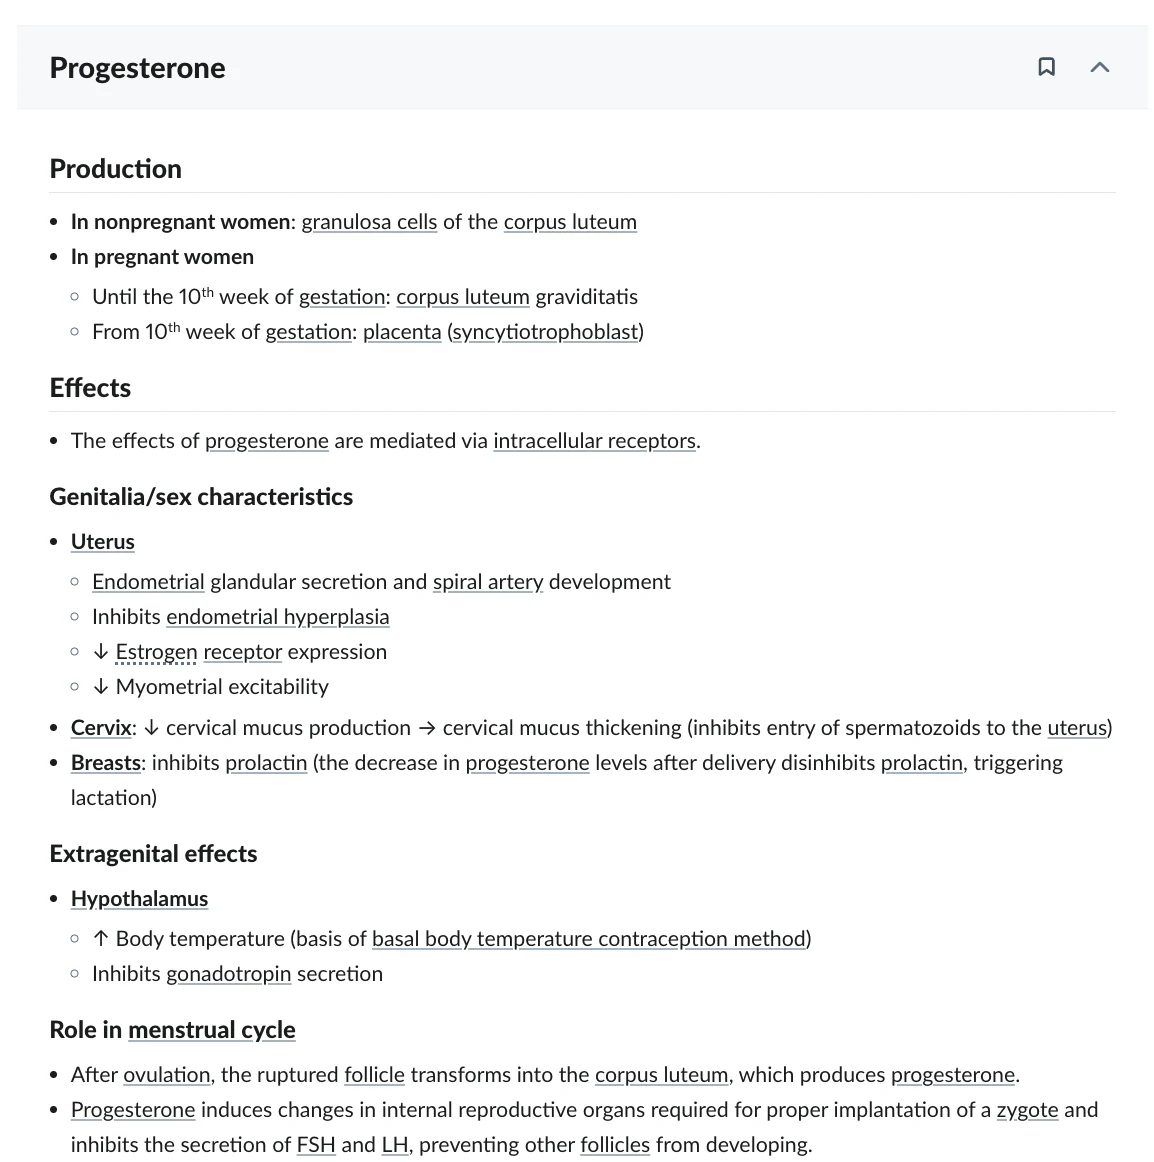 Progesterone
Production
• In nonpregnant women: granulosa cells of the corpus luteum
• In pregnant women
○ Until the 10th week of gestation: corpus luteum graviditatis
○ From 10th week of gestation: placenta (syncytiotrophoblast)
Effects
• The effects of progesterone are mediated via intracellular receptors.
Genitalia/sex characteristics
• Uterus
○ Endometrial glandular secretion and spiral artery development
○ Inhibits endometrial hyperplasia
○ ↓ Estrogen receptor expression
○ ↓ Myometrial excitability
• Cervix: ↓ cervical mucus production → cervical mucus thickening (inhibits entry of spermatozoids to the uterus)
• Breasts: inhibits prolactin (the decrease in progesterone levels after delivery disinhibits prolactin, triggering
lactation)
Extragenital effects
• Hypothalamus
○ ↑ Body temperature (basis of basal body temperature contraception method)
○ Inhibits gonadotropin secretion
Role in menstrual cycle
• After ovulation, the ruptured follicle transforms into the corpus luteum, which produces progesterone.
• Progesterone induces changes in internal reproductive organs required for proper implantation of a zygote and
inhibits the secretion of FSH and LH, preventing other follicles from developing.